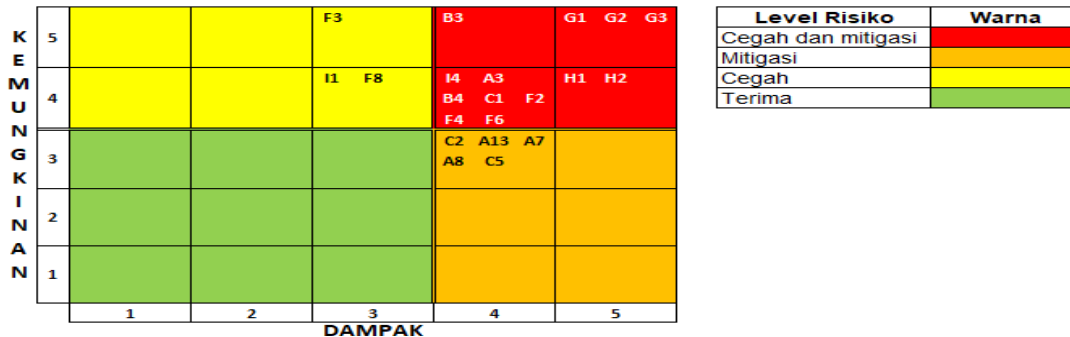 KEMUNGKINAN
5
F3
B3
G1 G2 G3
4
I1 F8
I4 A3
B4 C1 F2
F4 F6
H1 H2
3
C2 A13 A7
A8 C5
2
1
1 2 3 4 5
DAMPAK
Level Risiko Warna
Cegah dan mitigasi
Mitigasi
Cegah
Terima